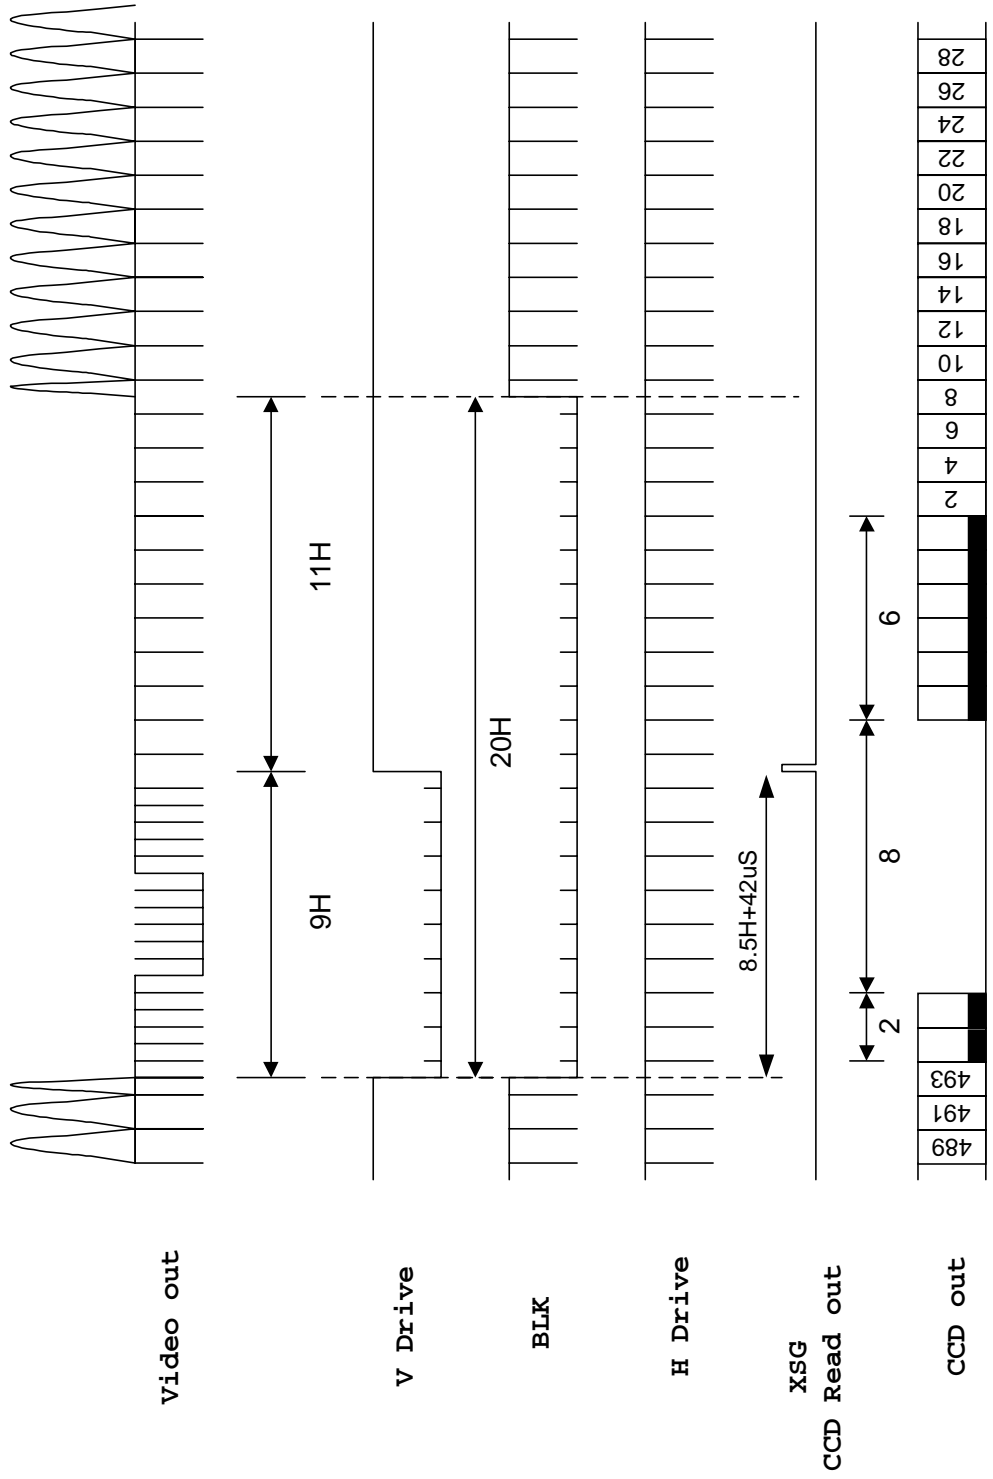 Video out
9H
11H
V Drive
20H
BLK
H Drive
8.5H+42uS
XSG
CCD Read out
2
8
6
CCD out
489
491
493
2
4
6
8
10
12
14
16
18
20
22
24
26
28